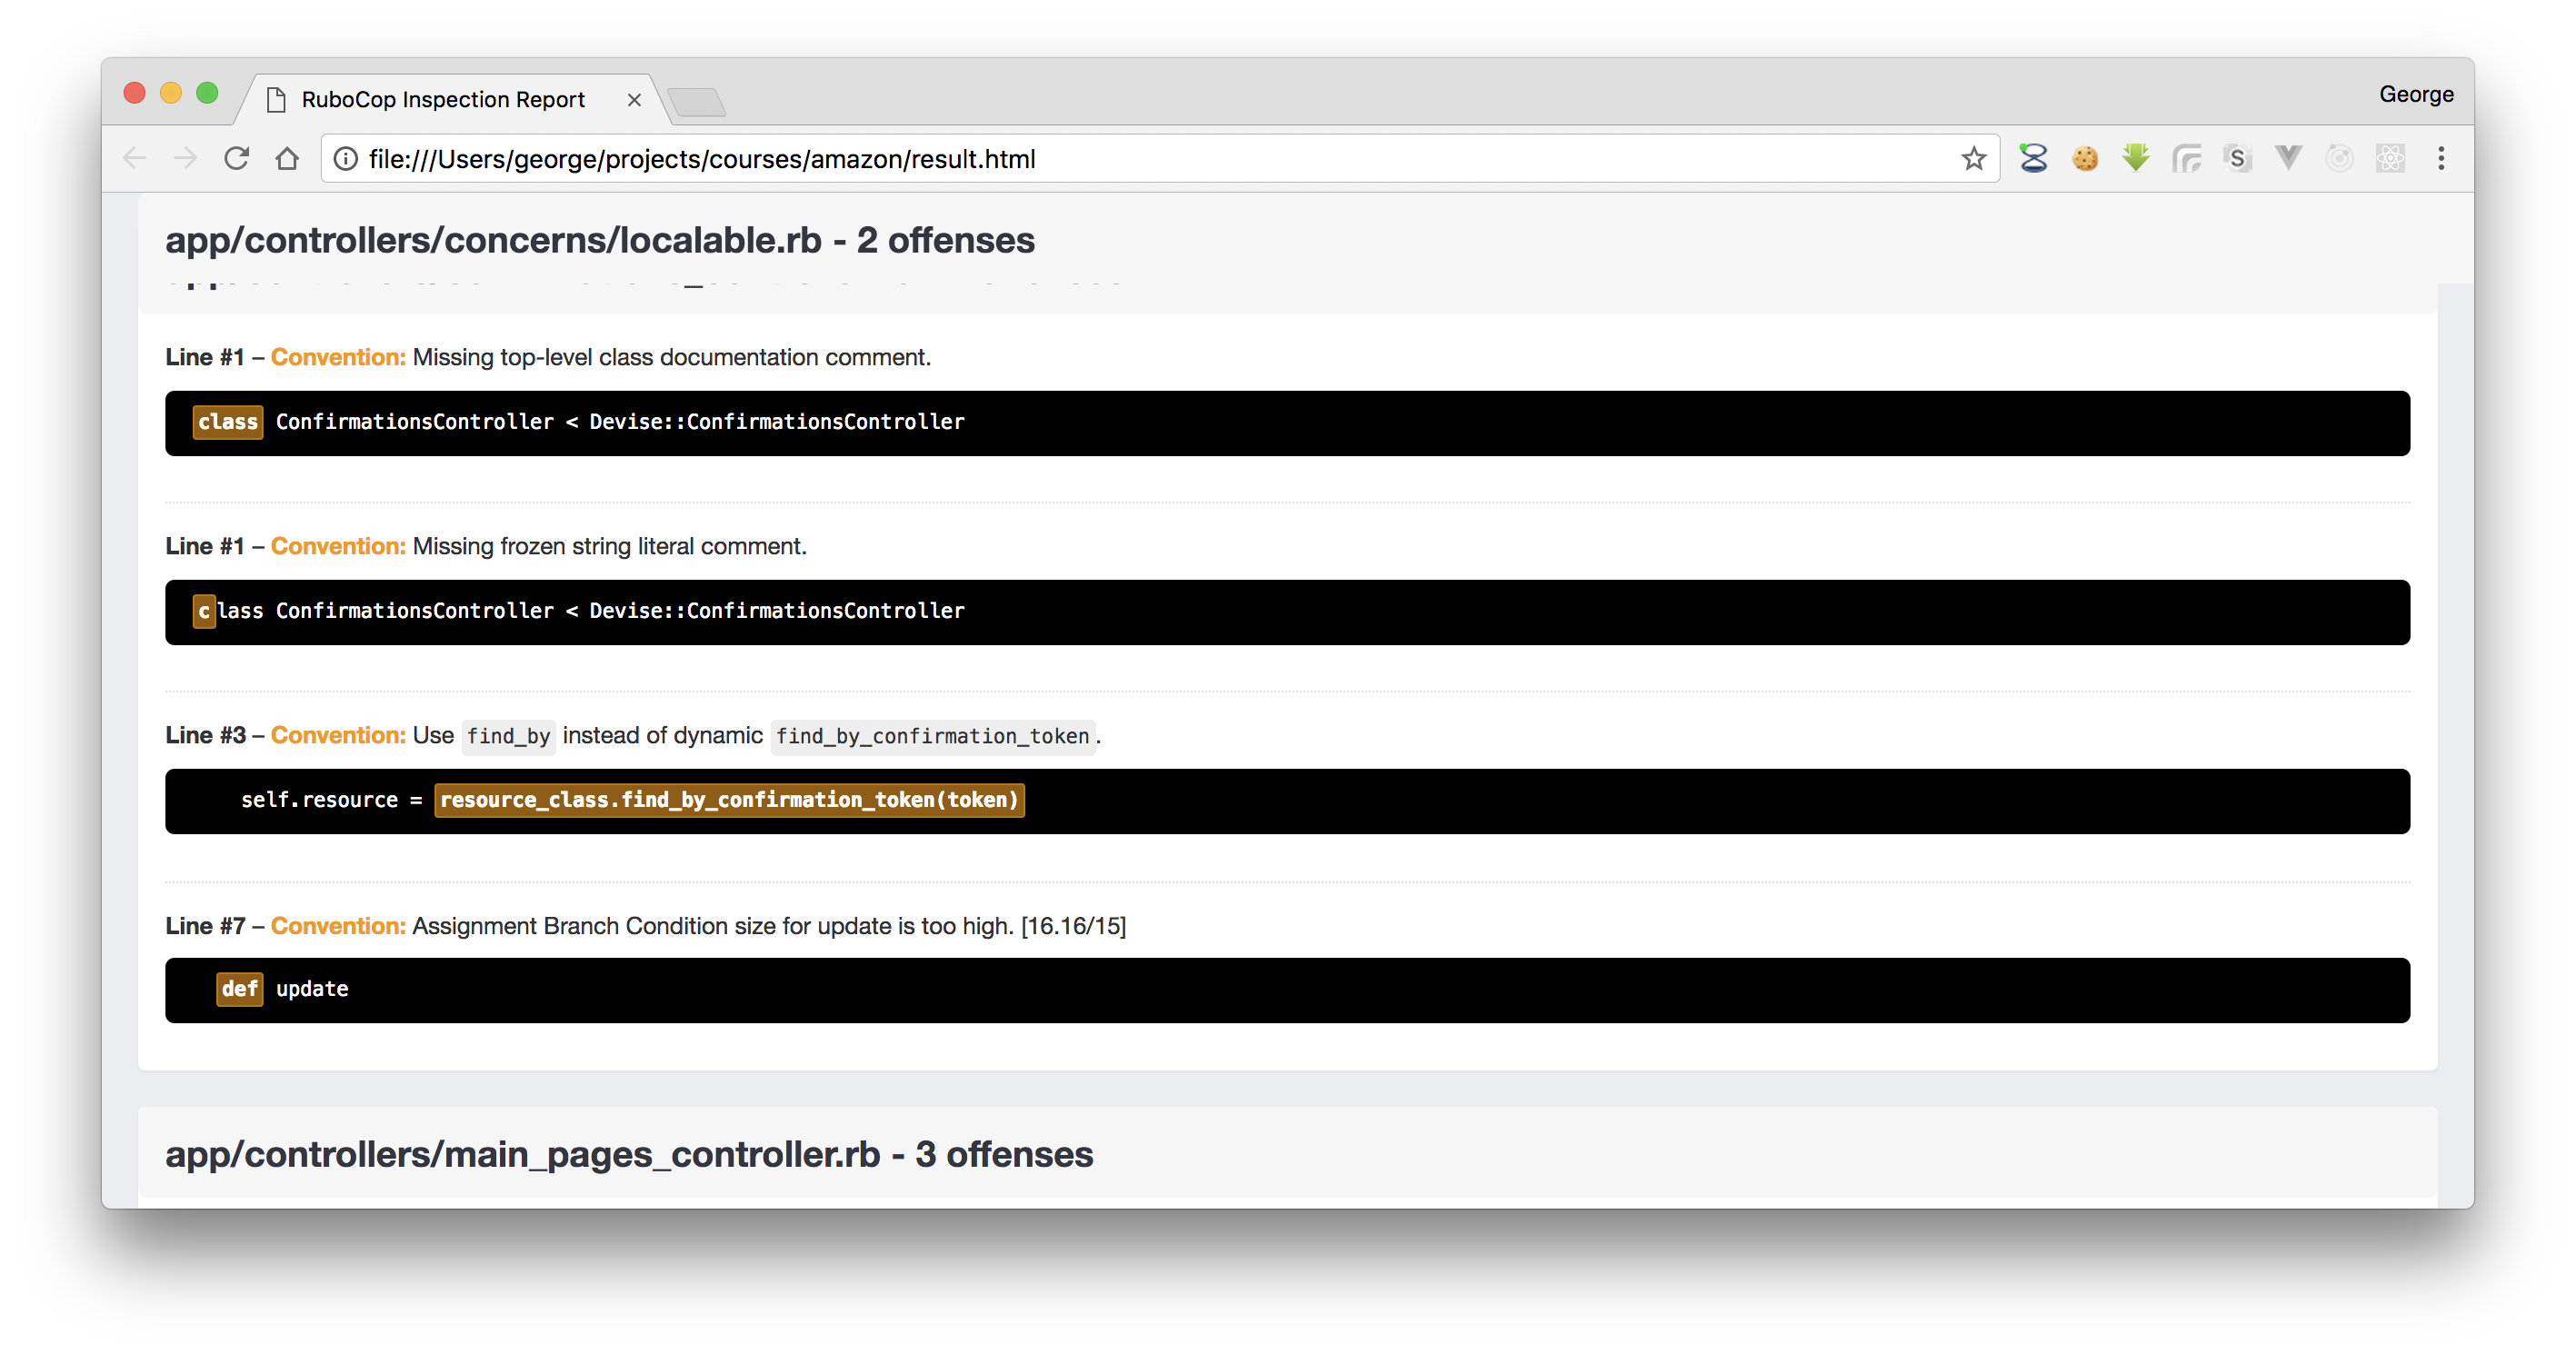 RuboCop Inspection Report
George
file:///Users/george/projects/courses/amazon/result.html
S
app/controllers/concerns/localable.rb - 2 offenses
Line #1 – Convention: Missing top-level class documentation comment.
class ConfirmationsController < Devise::ConfirmationsController
Line #1 – Convention: Missing frozen string literal comment.
class ConfirmationsController < Devise::ConfirmationsController
Line #3 – Convention: Use find_by instead of dynamic find_by_confirmation_token.
self.resource = resource_class.find_by_confirmation_token(token)
Line #7 – Convention: Assignment Branch Condition size for update is too high. [16.16/15]
def update
app/controllers/main_pages_controller.rb - 3 offenses